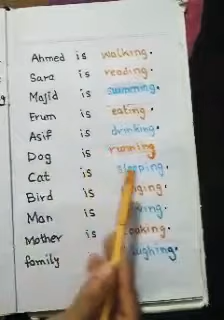 Ahmed is walking.
Sara is reading.
Majid is swimming.
Erum is eating.
Asif is drinking.
Dog is running
Cat is sleeping.
Bird is
Man is
Mother is
family is